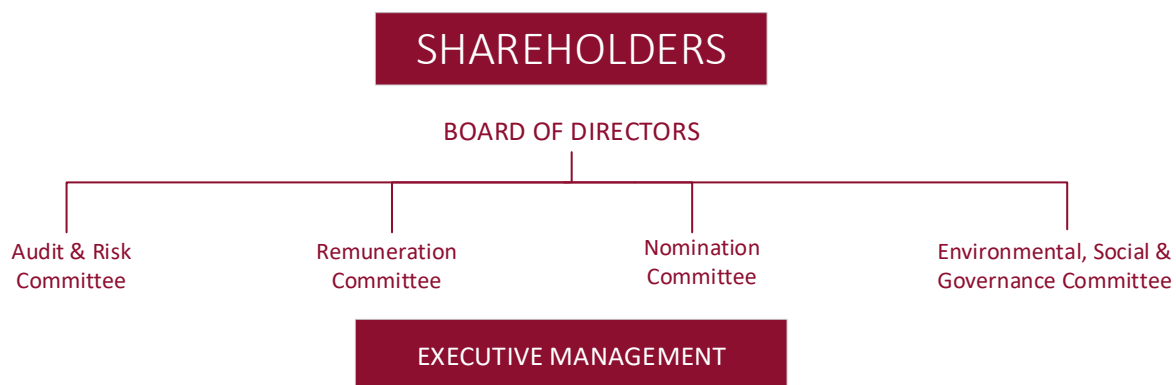 SHAREHOLDERS
BOARD OF DIRECTORS
Audit & Risk
Committee
Remuneration
Committee
Nomination
Committee
Environmental, Social &
Governance Committee
EXECUTIVE MANAGEMENT